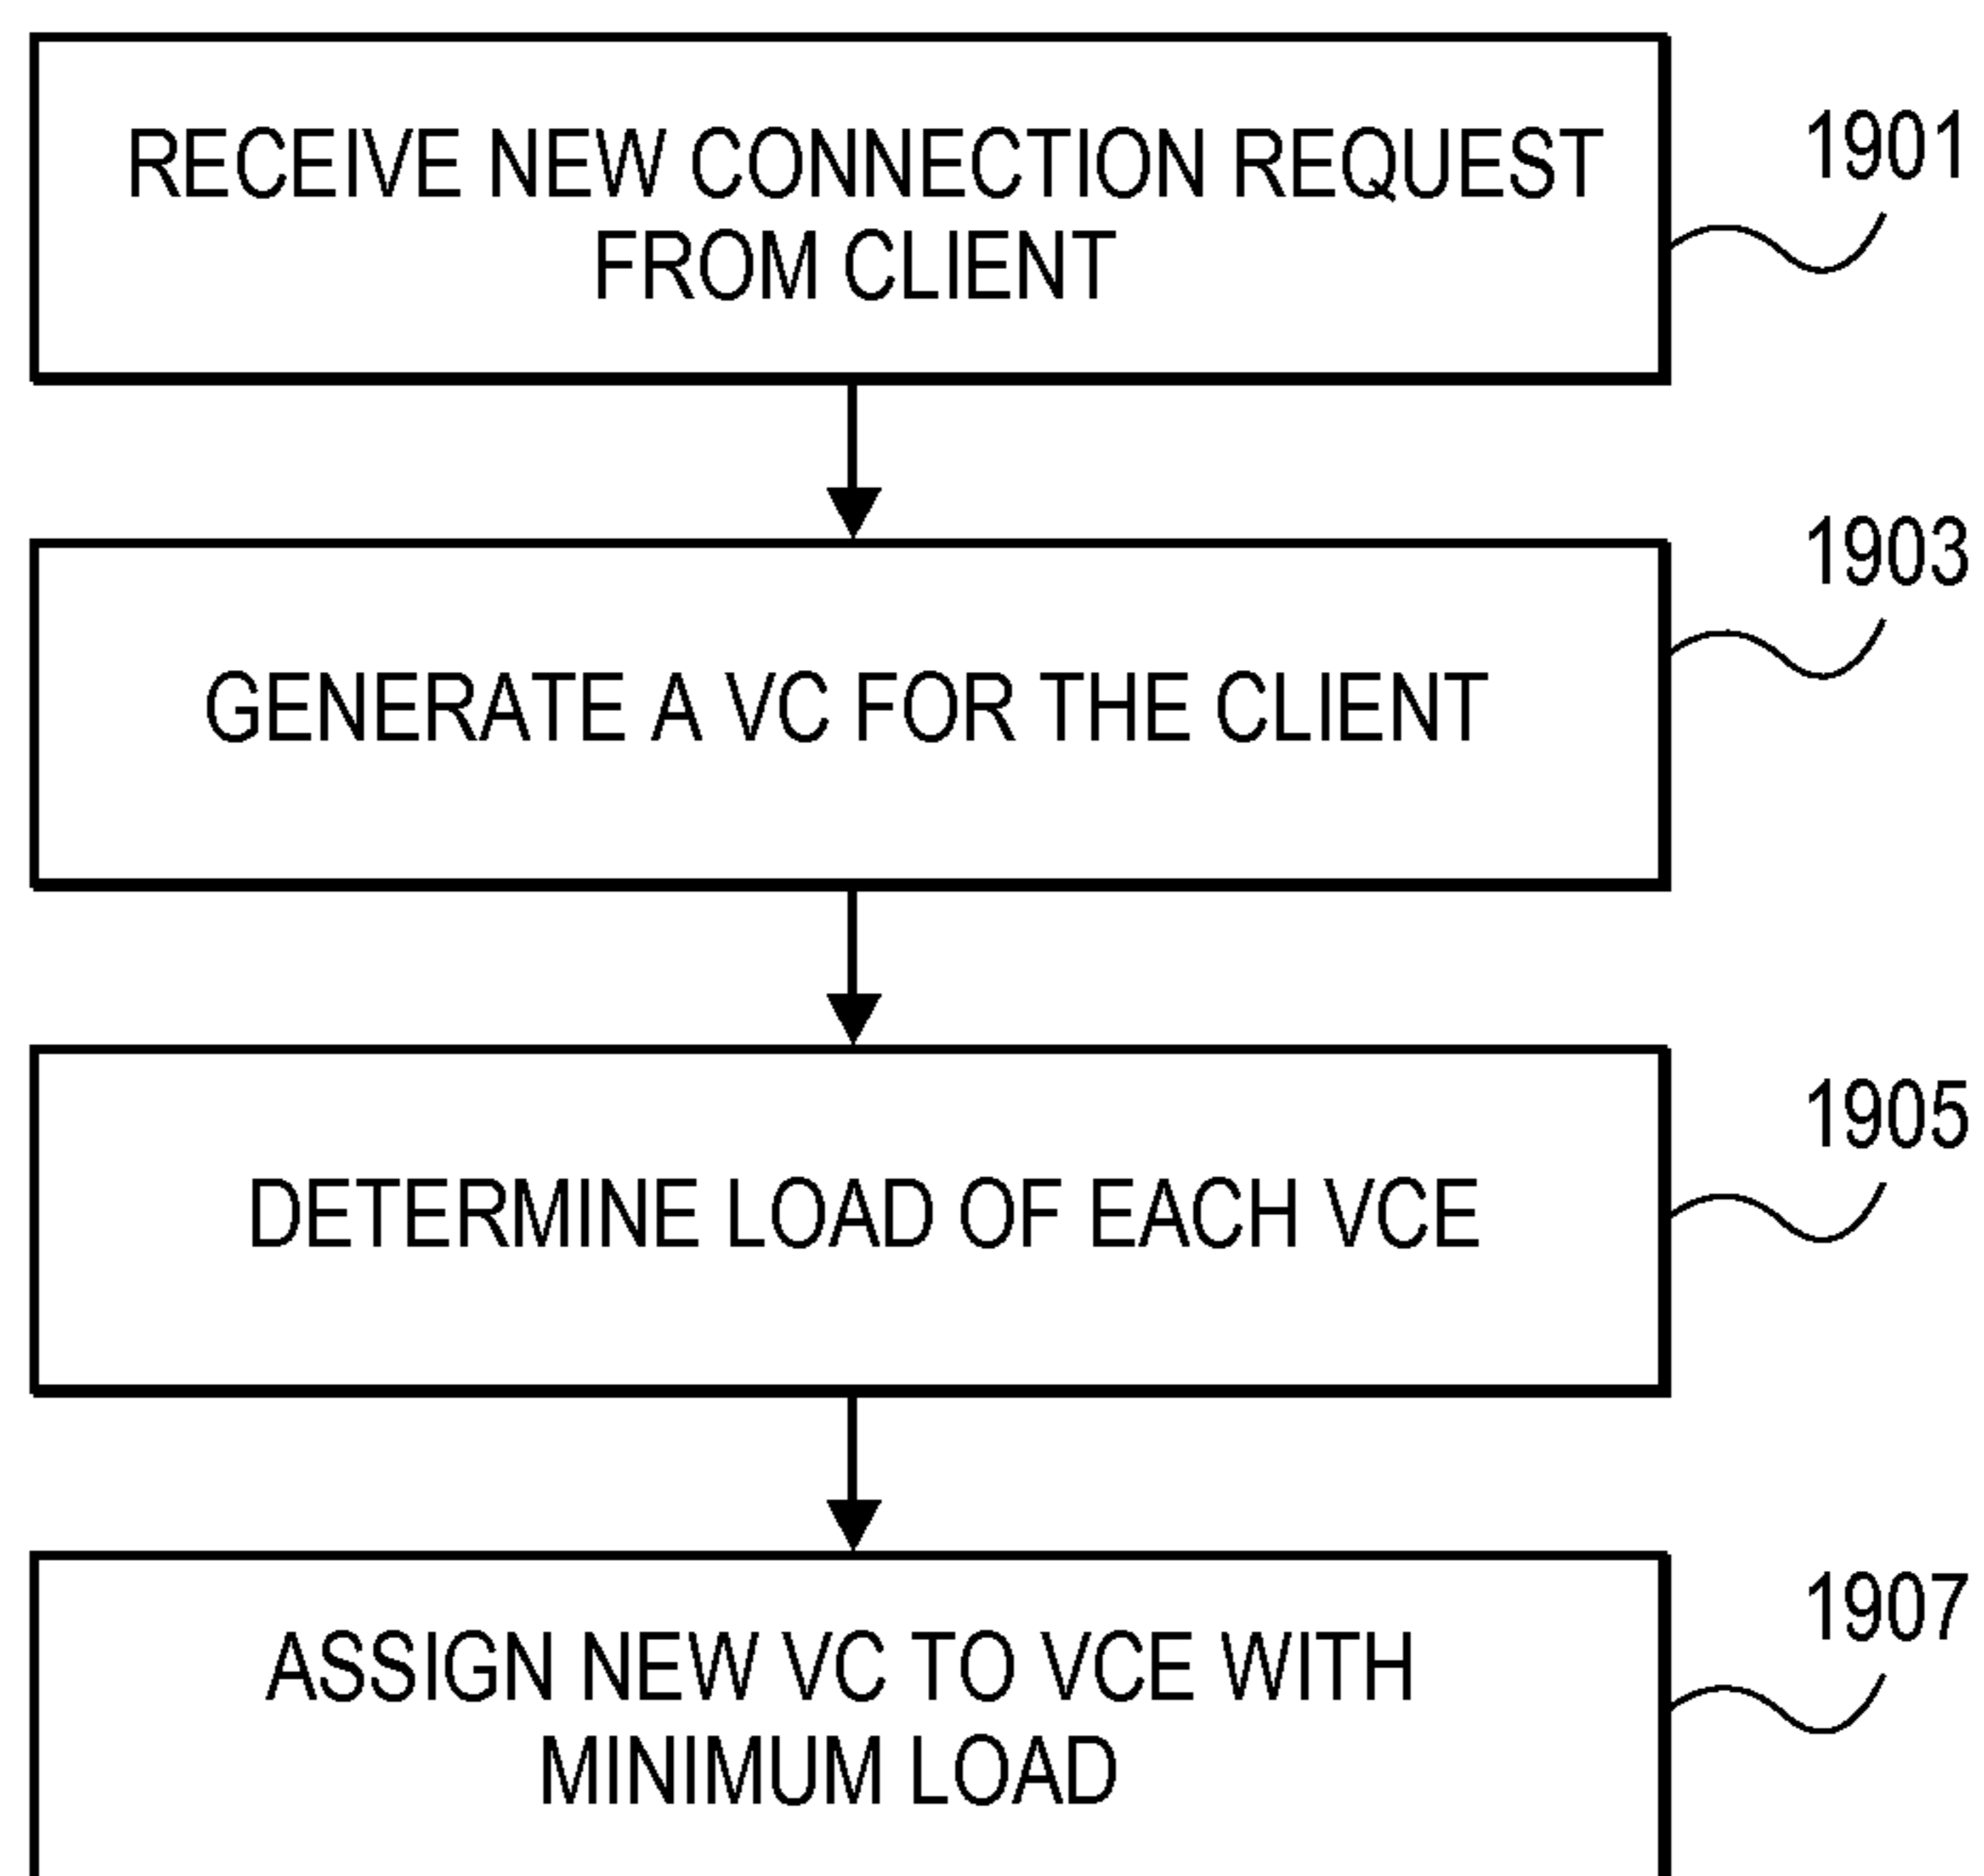 RECEIVE NEW CONNECTION REQUEST
FROM CLIENT
1901
GENERATE A VC FOR THE CLIENT
1903
DETERMINE LOAD OF EACH VCE
1905
ASSIGN NEW VC TO VCE WITH
MINIMUM LOAD
1907